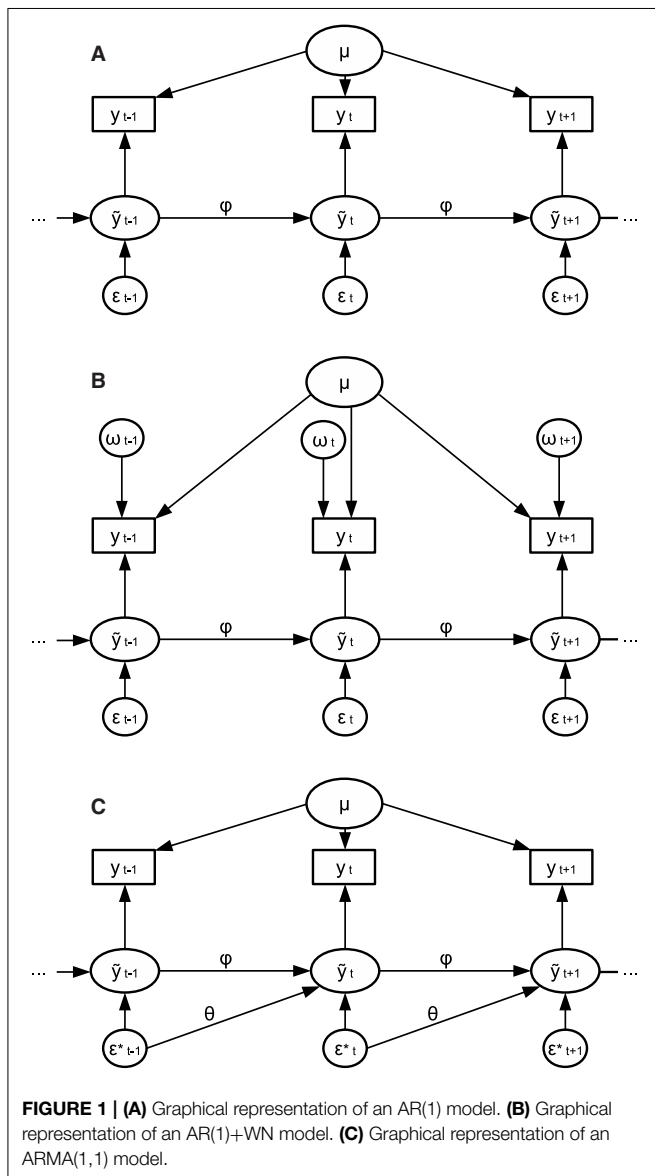 A
μ
y t-1 y t y t+1
φ φ
... ỹ t-1 ỹ t ỹ t+1 ...
ε t-1 ε t ε t+1
B
μ
ω t-1 ω t ω t+1
y t-1 y t y t+1
φ φ
... ỹ t-1 ỹ t ỹ t+1 ...
ε t-1 ε t ε t+1
C
μ
y t-1 y t y t+1
φ φ
... ỹ t-1 ỹ t ỹ t+1 ...
θ θ
ε* t-1 ε* t ε* t+1
FIGURE 1 | (A) Graphical representation of an AR(1) model. (B) Graphical
representation of an AR(1)+WN model. (C) Graphical representation of an
ARMA(1,1) model.